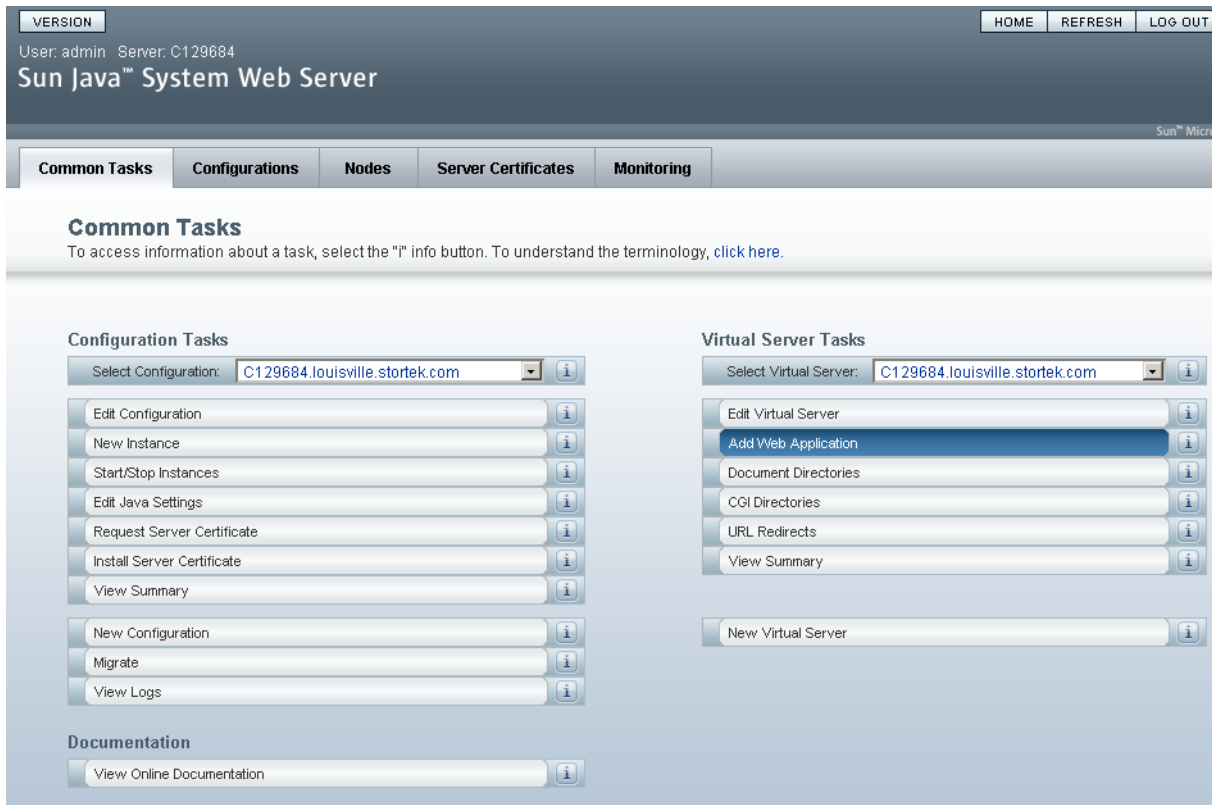 VERSION
HOME REFRESH LOG OUT
User: admin Server: C129684
Sun Java™ System Web Server
Sun™ Micro
Common Tasks Configurations Nodes Server Certificates Monitoring
Common Tasks
To access information about a task, select the "i" info button. To understand the terminology, click here.
Configuration Tasks
Select Configuration: C129684.louisville.stortek.com i
Edit Configuration i
New Instance i
Start/Stop Instances i
Edit Java Settings i
Request Server Certificate i
Install Server Certificate i
View Summary i
New Configuration i
Migrate i
View Logs i
Documentation
View Online Documentation i
Virtual Server Tasks
Select Virtual Server: C129684.louisville.stortek.com i
Edit Virtual Server i
Add Web Application i
Document Directories i
CGI Directories i
URL Redirects i
View Summary i
New Virtual Server i